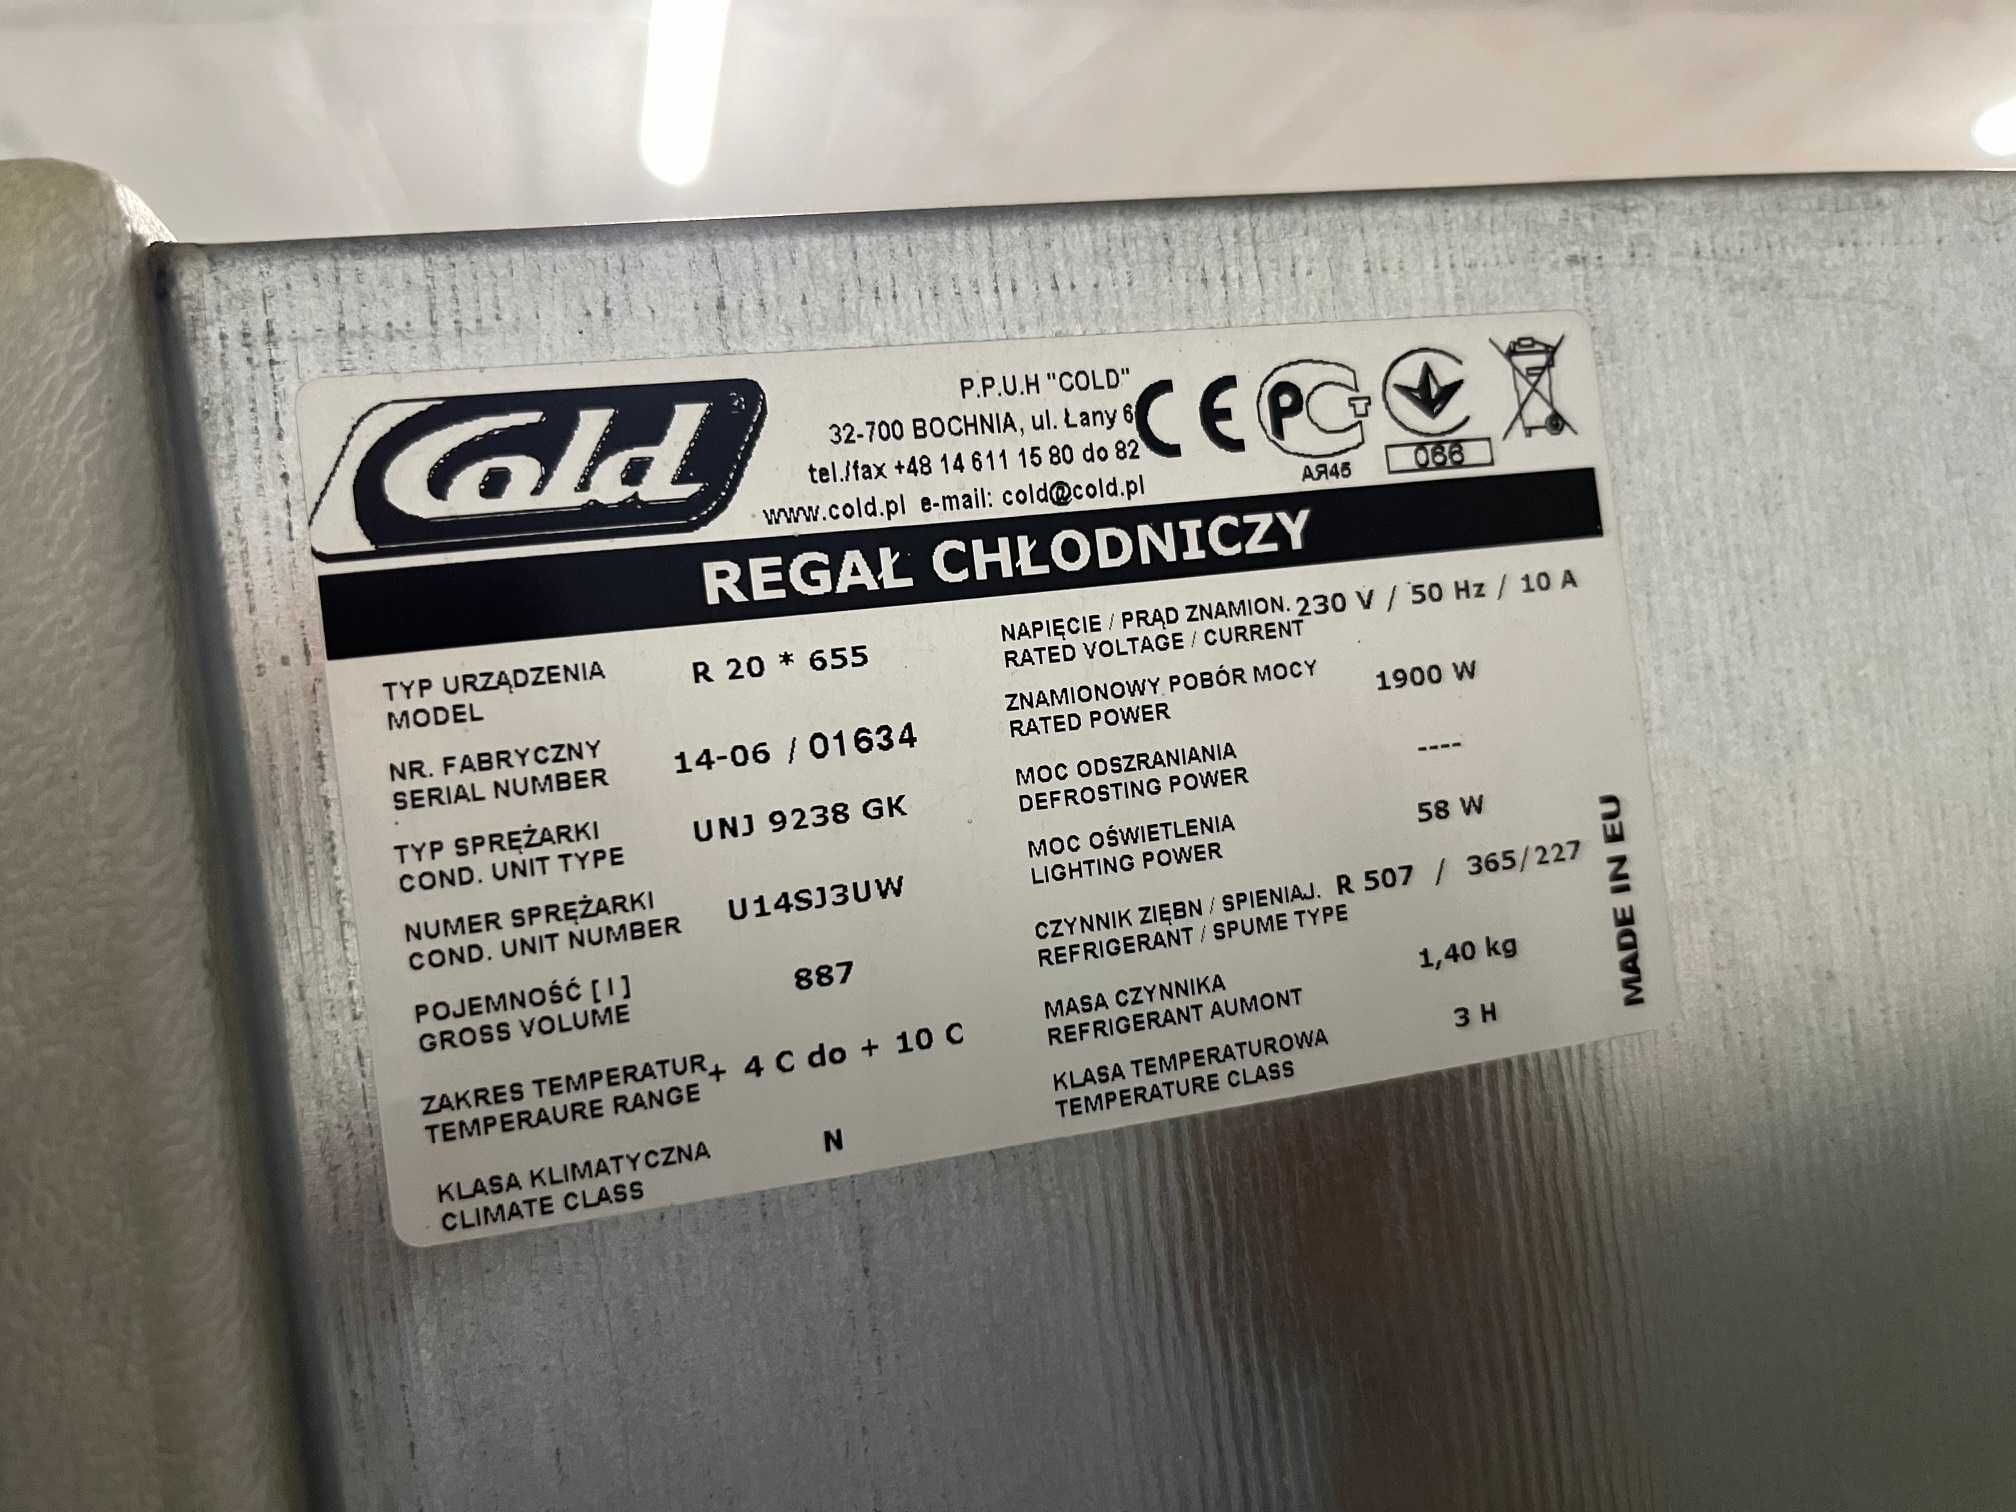 Cold
P.P.U.H "COLD"
32-700 BOCHNIA, ul. Łany 6
tel./fax +48 14 611 15 80 do 82
www.cold.pl e-mail: cold@cold.pl
CE
PCT
АЯ46
066
REGAŁ CHŁODNICZY
TYP URZĄDZENIA R 20 * 655
MODEL
NR. FABRYCZNY 14-06 / 01634
SERIAL NUMBER
TYP SPRĘŻARKI UNJ 9238 GK
COND. UNIT TYPE
NUMER SPRĘŻARKI U14SJ3UW
COND. UNIT NUMBER
POJEMNOŚĆ [ l ] 887
GROSS VOLUME
ZAKRES TEMPERATUR + 4 C do + 10 C
TEMPERAURE RANGE
KLASA KLIMATYCZNA N
CLIMATE CLASS
NAPIĘCIE / PRĄD ZNAMION. 230 V / 50 Hz / 10 A
RATED VOLTAGE / CURRENT
ZNAMIONOWY POBÓR MOCY 1900 W
RATED POWER
MOC ODSZRANIANIA ----
DEFROSTING POWER
MOC OŚWIETLENIA 58 W
LIGHTING POWER
CZYNNIK ZIĘBN / SPIENIAJ. R 507 / 365/227
REFRIGERANT / SPUME TYPE
MASA CZYNNIKA 1,40 kg
REFRIGERANT AUMONT
KLASA TEMPERATUROWA 3 H
TEMPERATURE CLASS
MADE IN EU